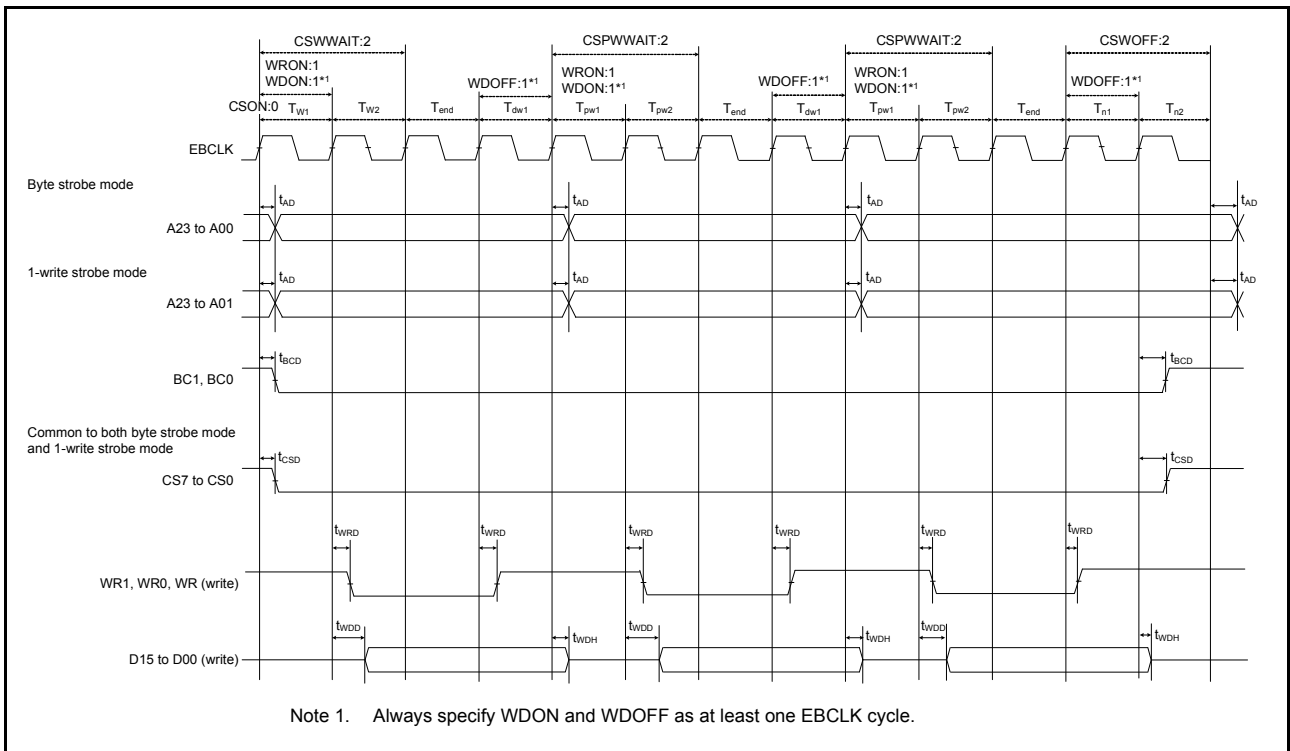 CSWWAIT:2 CSPWWAIT:2 CSPWWAIT:2 CSWOFF:2
WRON:1 WRON:1 WRON:1
WDON:1*1 WDOFF:1*1 WDON:1*1 WDOFF:1*1 WDON:1*1 WDOFF:1*1
CSON:0 TW1 TW2 Tend Tdw1 Tpw1 Tpw2 Tend Tdw1 Tpw1 Tpw2 Tend Tn1 Tn2
EBCLK
Byte strobe mode
tAD tAD tAD tAD
A23 to A00
1-write strobe mode
tAD tAD tAD tAD
A23 to A01
tBCD tBCD
BC1, BC0
Common to both byte strobe mode
and 1-write strobe mode
tCSD tCSD
CS7 to CS0
tWRD tWRD tWRD tWRD tWRD tWRD
WR1, WR0, WR (write)
tWDD tWDH tWDD tWDH tWDD tWDH
D15 to D00 (write)
Note 1. Always specify WDON and WDOFF as at least one EBCLK cycle.